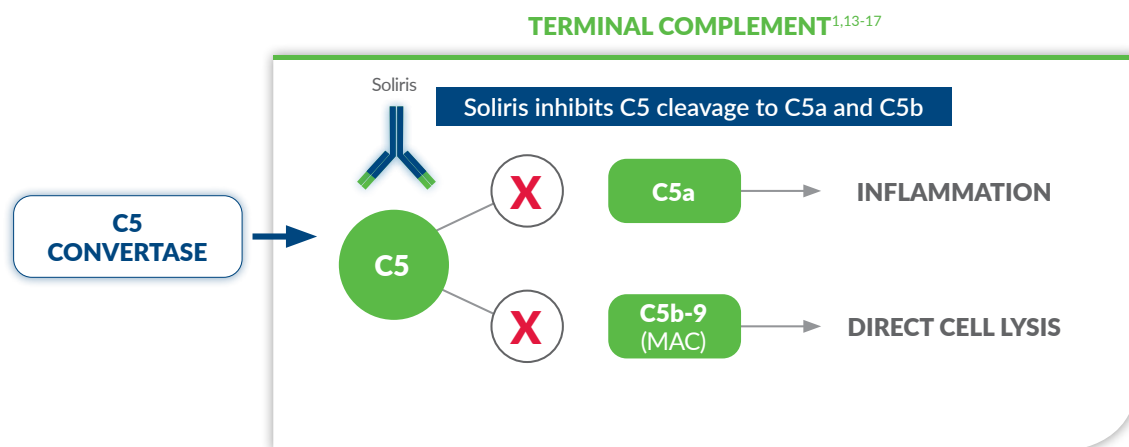 TERMINAL COMPLEMENT1,13-17
Soliris
Soliris inhibits C5 cleavage to C5a and C5b
C5
CONVERTASE
C5
X
C5a
INFLAMMATION
X
C5b-9
(MAC)
DIRECT CELL LYSIS